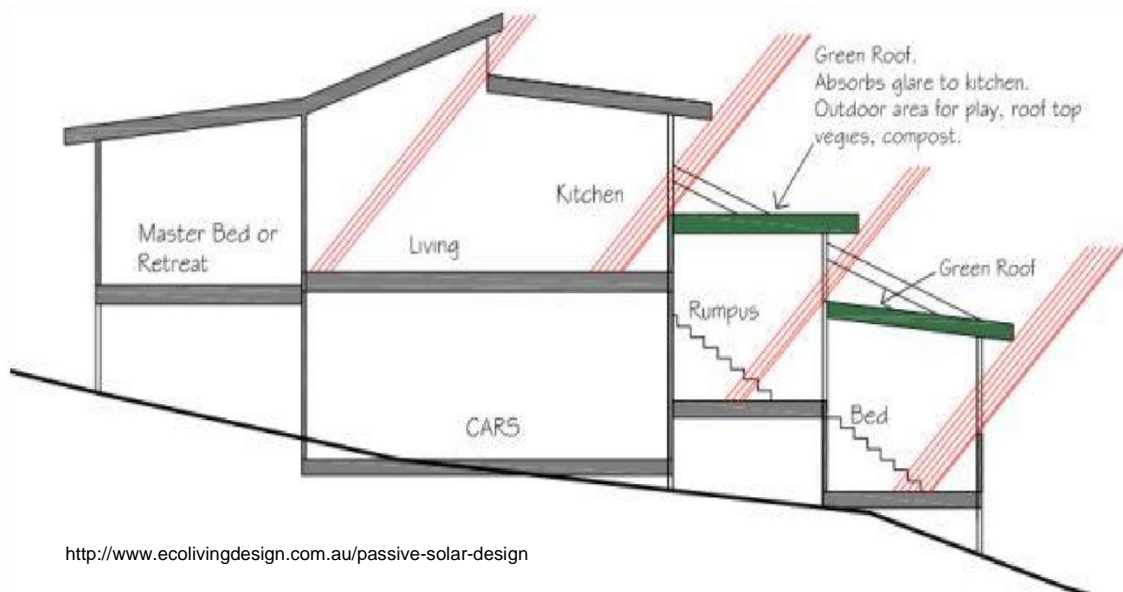 Green Roof.
Absorbs glare to kitchen.
Outdoor area for play, roof top
vegies, compost.
Kitchen
Master Bed or
Retreat
Living
Green Roof
Rumpus
CARS
Bed
http://www.ecolivingdesign.com.au/passive-solar-design